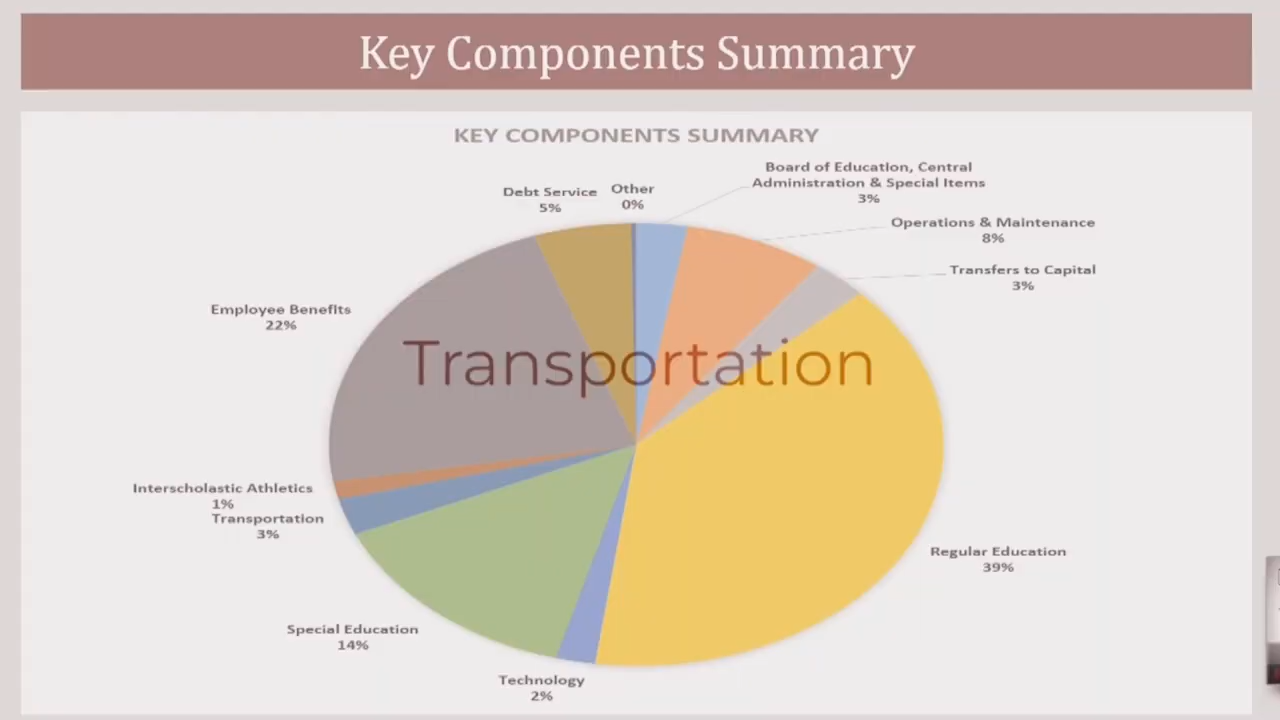 Key Components Summary
KEY COMPONENTS SUMMARY
Board of Education, Central
Administration & Special Items
3%
Debt Service
5%
Other
0%
Operations & Maintenance
8%
Transfers to Capital
3%
Employee Benefits
22%
Transportation
Interscholastic Athletics
1%
Transportation
3%
Regular Education
39%
Special Education
14%
Technology
2%